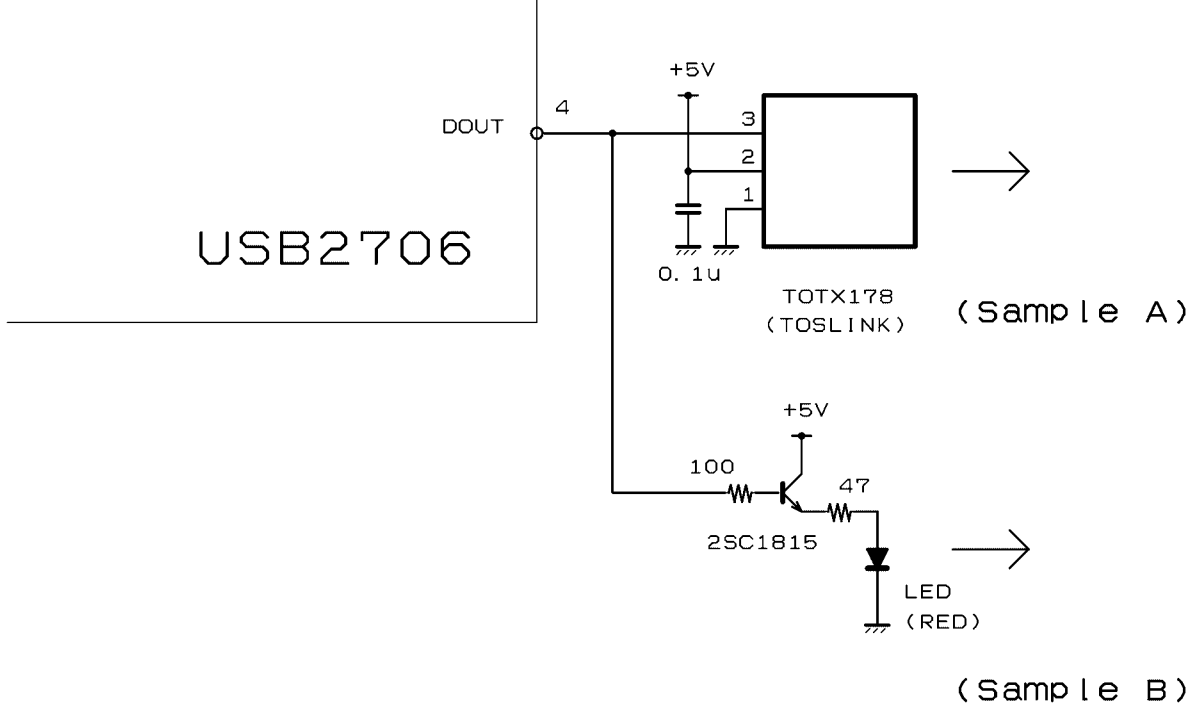 +5V
4
DOUT
3
2
1
USB2706
0.1u
TOTX178
(TOSLINK)
(Sample A)
+5V
100
47
2SC1815
LED
(RED)
(Sample B)